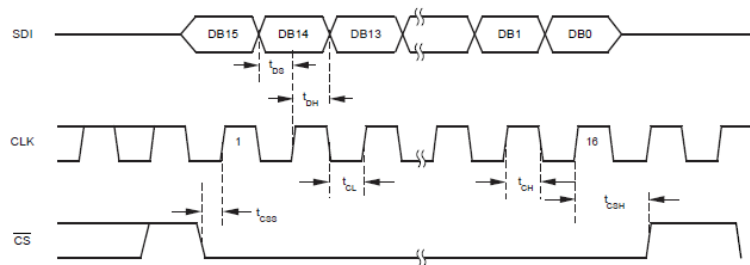 SDI
DB15 DB14 DB13 DB1 DB0
tDS
tDH
CLK
1 16
tCL tCH
tCSS tCSH
CS